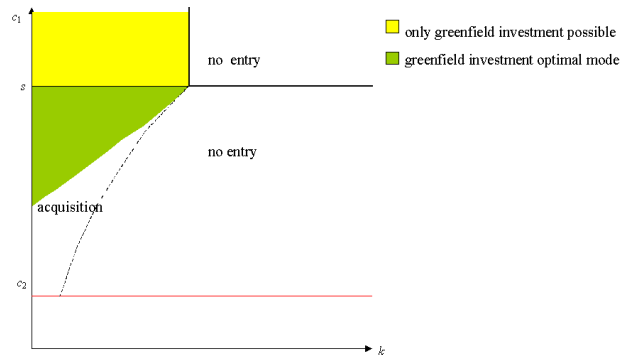 c1
only greenfield investment possible
no entry
greenfield investment optimal mode
s
no entry
acquisition
c2
k